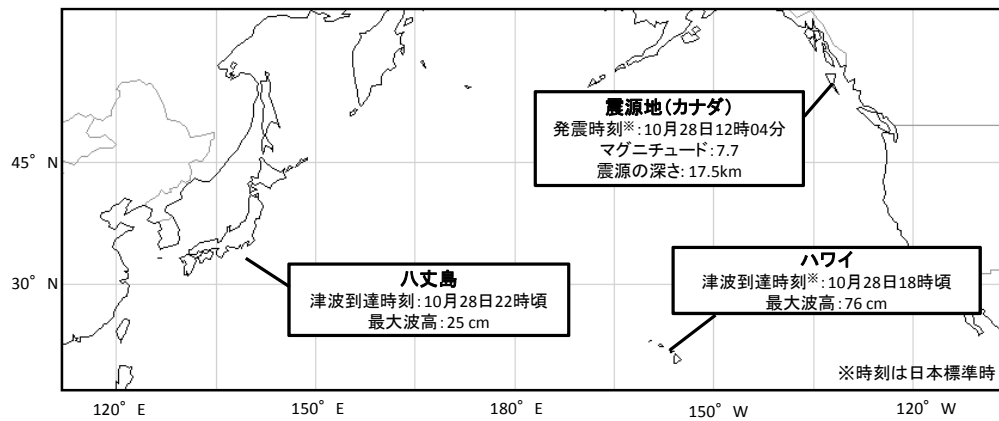 震源地(カナダ)
発震時刻※:10月28日12時04分
マグニチュード:7.7
震源の深さ:17.5km
45° N
ハワイ
津波到達時刻※:10月28日18時頃
最大波高:76 cm
八丈島
津波到達時刻:10月28日22時頃
最大波高:25 cm
30° N
※時刻は日本標準時
120° E
150° E
180° E
150° W
120° W